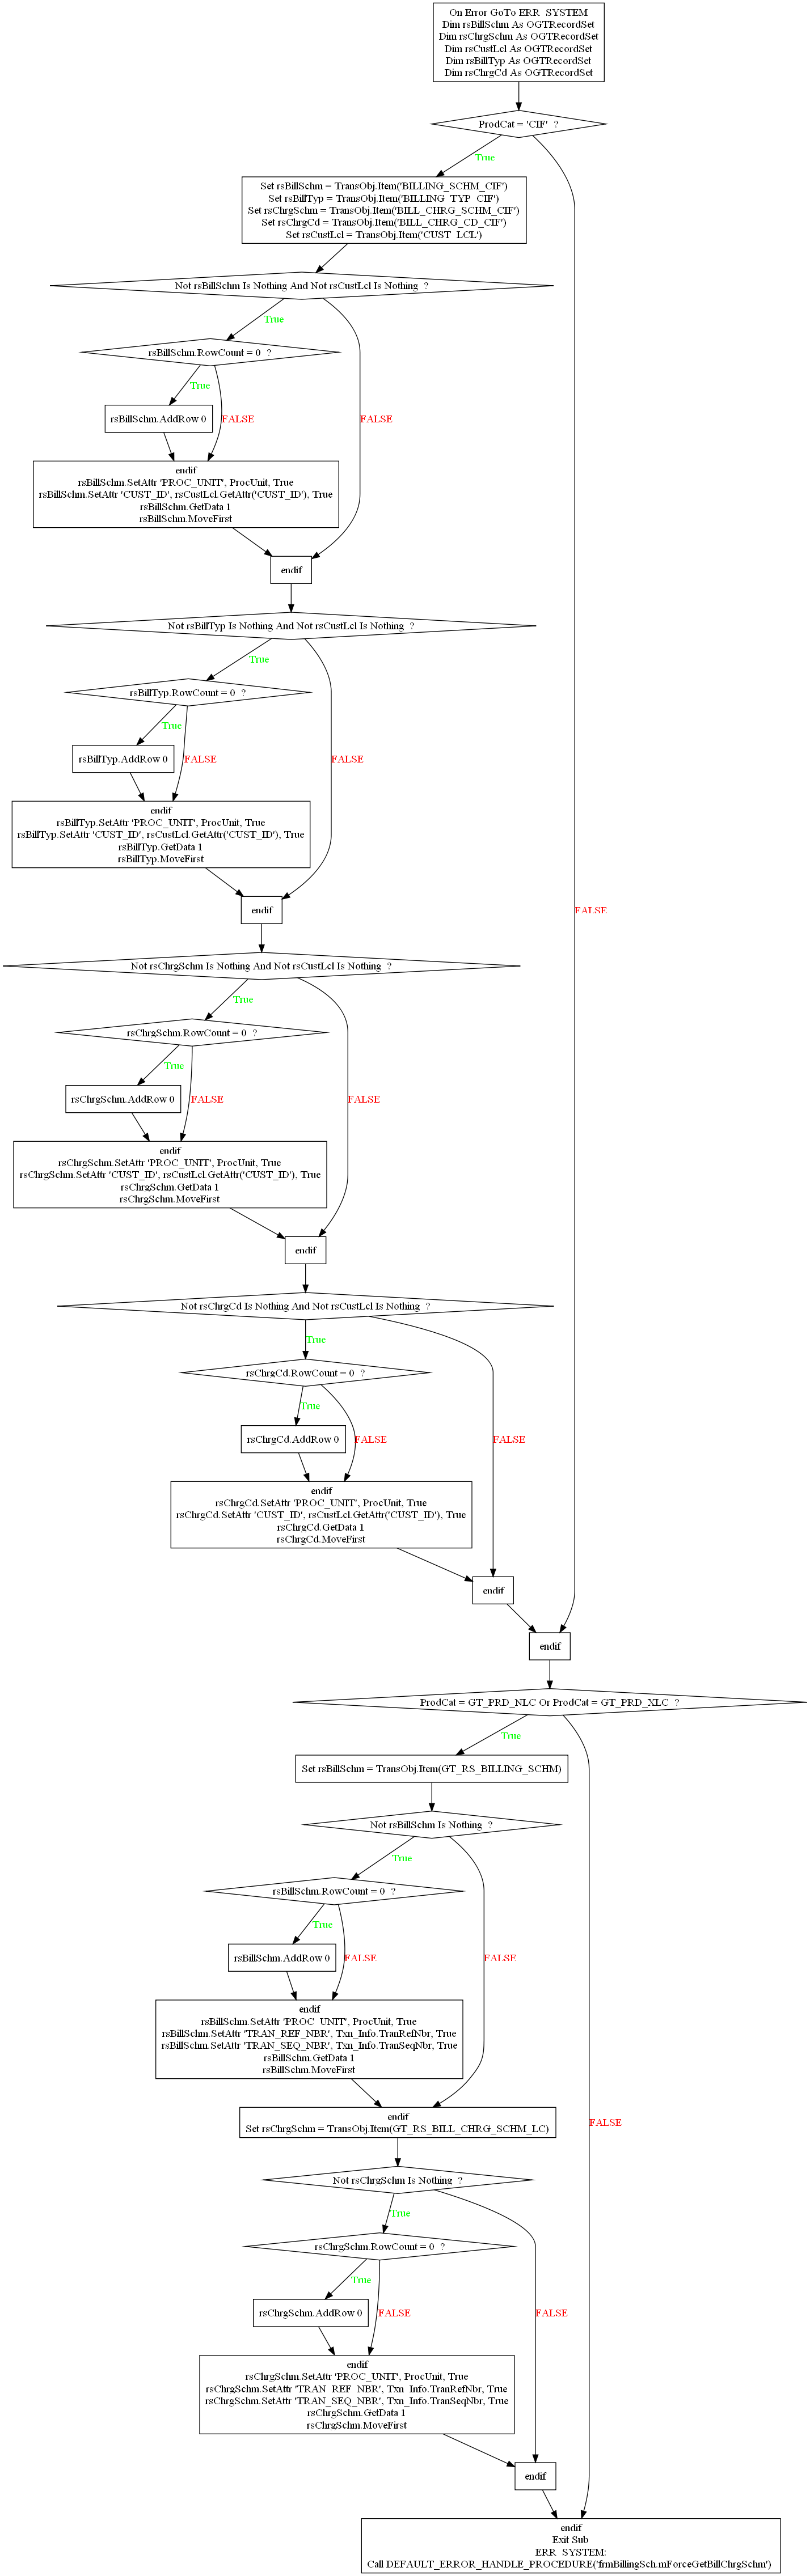 On Error GoTo ERR_SYSTEM
Dim rsBillSchm As OGTRecordSet
Dim rsChrgSchm As OGTRecordSet
Dim rsCustLcl As OGTRecordSet
Dim rsBillTyp As OGTRecordSet
Dim rsChrgCd As OGTRecordSet
ProdCat = 'CIF' ?
True
Set rsBillSchm = TransObj.Item('BILLING_SCHM_CIF')
Set rsBillTyp = TransObj.Item('BILLING_TYP_CIF')
Set rsChrgSchm = TransObj.Item('BILL_CHRG_SCHM_CIF')
Set rsChrgCd = TransObj.Item('BILL_CHRG_CD_CIF')
Set rsCustLcl = TransObj.Item('CUST_LCL')
Not rsBillSchm Is Nothing And Not rsCustLcl Is Nothing ?
True
rsBillSchm.RowCount = 0 ?
True
rsBillSchm.AddRow 0
FALSE
FALSE
endif
rsBillSchm.SetAttr 'PROC_UNIT', ProcUnit, True
rsBillSchm.SetAttr 'CUST_ID', rsCustLcl.GetAttr('CUST_ID'), True
rsBillSchm.GetData 1
rsBillSchm.MoveFirst
endif
Not rsBillTyp Is Nothing And Not rsCustLcl Is Nothing ?
True
rsBillTyp.RowCount = 0 ?
True
rsBillTyp.AddRow 0
FALSE
FALSE
endif
rsBillTyp.SetAttr 'PROC_UNIT', ProcUnit, True
rsBillTyp.SetAttr 'CUST_ID', rsCustLcl.GetAttr('CUST_ID'), True
rsBillTyp.GetData 1
rsBillTyp.MoveFirst
endif
FALSE
Not rsChrgSchm Is Nothing And Not rsCustLcl Is Nothing ?
True
rsChrgSchm.RowCount = 0 ?
True
rsChrgSchm.AddRow 0
FALSE
FALSE
endif
rsChrgSchm.SetAttr 'PROC_UNIT', ProcUnit, True
rsChrgSchm.SetAttr 'CUST_ID', rsCustLcl.GetAttr('CUST_ID'), True
rsChrgSchm.GetData 1
rsChrgSchm.MoveFirst
endif
Not rsChrgCd Is Nothing And Not rsCustLcl Is Nothing ?
True
rsChrgCd.RowCount = 0 ?
True
rsChrgCd.AddRow 0
FALSE
FALSE
endif
rsChrgCd.SetAttr 'PROC_UNIT', ProcUnit, True
rsChrgCd.SetAttr 'CUST_ID', rsCustLcl.GetAttr('CUST_ID'), True
rsChrgCd.GetData 1
rsChrgCd.MoveFirst
endif
endif
ProdCat = GT_PRD_NLC Or ProdCat = GT_PRD_XLC ?
True
Set rsBillSchm = TransObj.Item(GT_RS_BILLING_SCHM)
Not rsBillSchm Is Nothing ?
True
rsBillSchm.RowCount = 0 ?
True
rsBillSchm.AddRow 0
FALSE
FALSE
endif
rsBillSchm.SetAttr 'PROC_UNIT', ProcUnit, True
rsBillSchm.SetAttr 'TRAN_REF_NBR', Txn_Info.TranRefNbr, True
rsBillSchm.SetAttr 'TRAN_SEQ_NBR', Txn_Info.TranSeqNbr, True
rsBillSchm.GetData 1
rsBillSchm.MoveFirst
endif
Set rsChrgSchm = TransObj.Item(GT_RS_BILL_CHRG_SCHM_LC)
FALSE
Not rsChrgSchm Is Nothing ?
True
rsChrgSchm.RowCount = 0 ?
True
rsChrgSchm.AddRow 0
FALSE
FALSE
endif
rsChrgSchm.SetAttr 'PROC_UNIT', ProcUnit, True
rsChrgSchm.SetAttr 'TRAN_REF_NBR', Txn_Info.TranRefNbr, True
rsChrgSchm.SetAttr 'TRAN_SEQ_NBR', Txn_Info.TranSeqNbr, True
rsChrgSchm.GetData 1
rsChrgSchm.MoveFirst
endif
endif
Exit Sub
ERR_SYSTEM:
Call DEFAULT_ERROR_HANDLE_PROCEDURE('frmBillingSch.mForceGetBillChrgSchm')